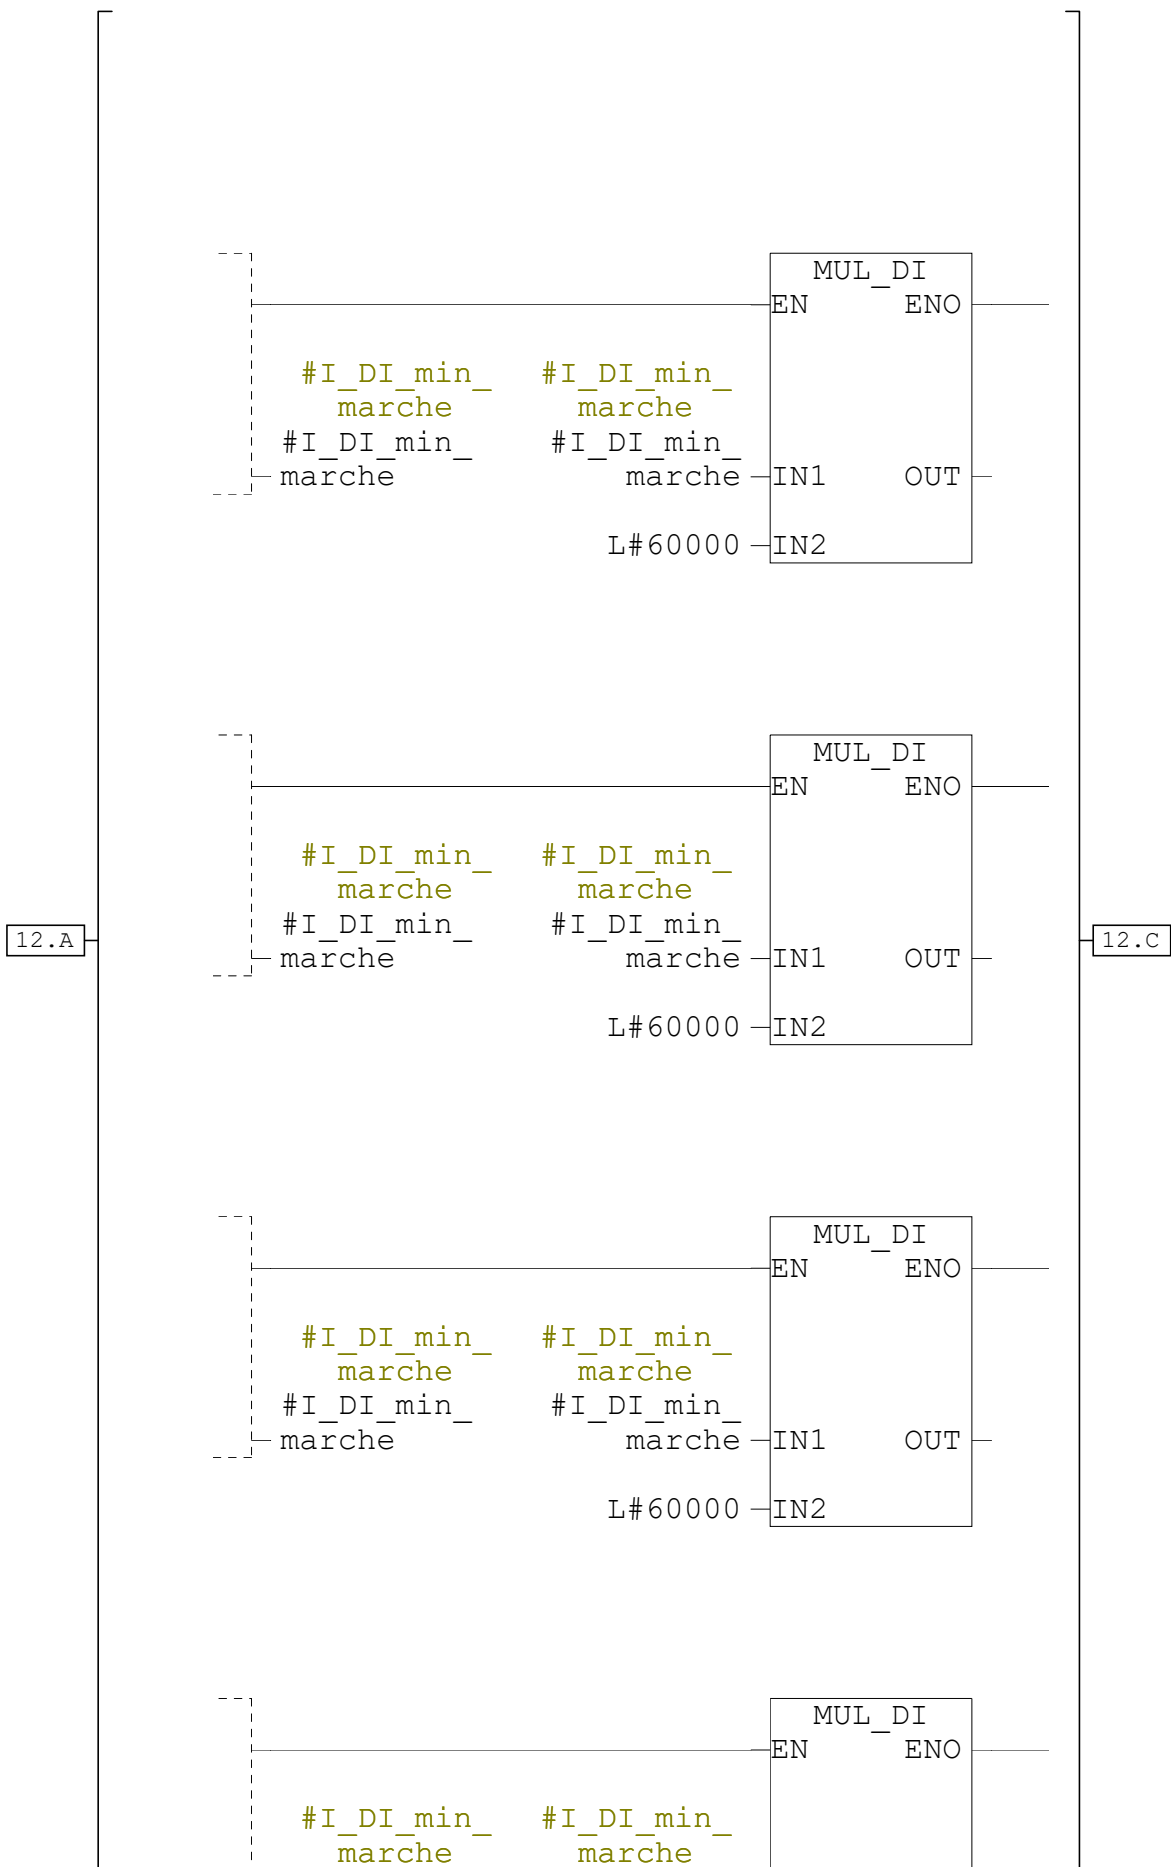 MUL_DI
EN ENO
#I_DI_min_ #I_DI_min_
marche marche
#I_DI_min_ #I_DI_min_
marche marche IN1 OUT
L#60000 IN2
MUL_DI
EN ENO
#I_DI_min_ #I_DI_min_
marche marche
#I_DI_min_ #I_DI_min_
12.A 12.C
marche marche IN1 OUT
L#60000 IN2
MUL_DI
EN ENO
#I_DI_min_ #I_DI_min_
marche marche
#I_DI_min_ #I_DI_min_
marche marche IN1 OUT
L#60000 IN2
MUL_DI
EN ENO
#I_DI_min_ #I_DI_min_
marche marche